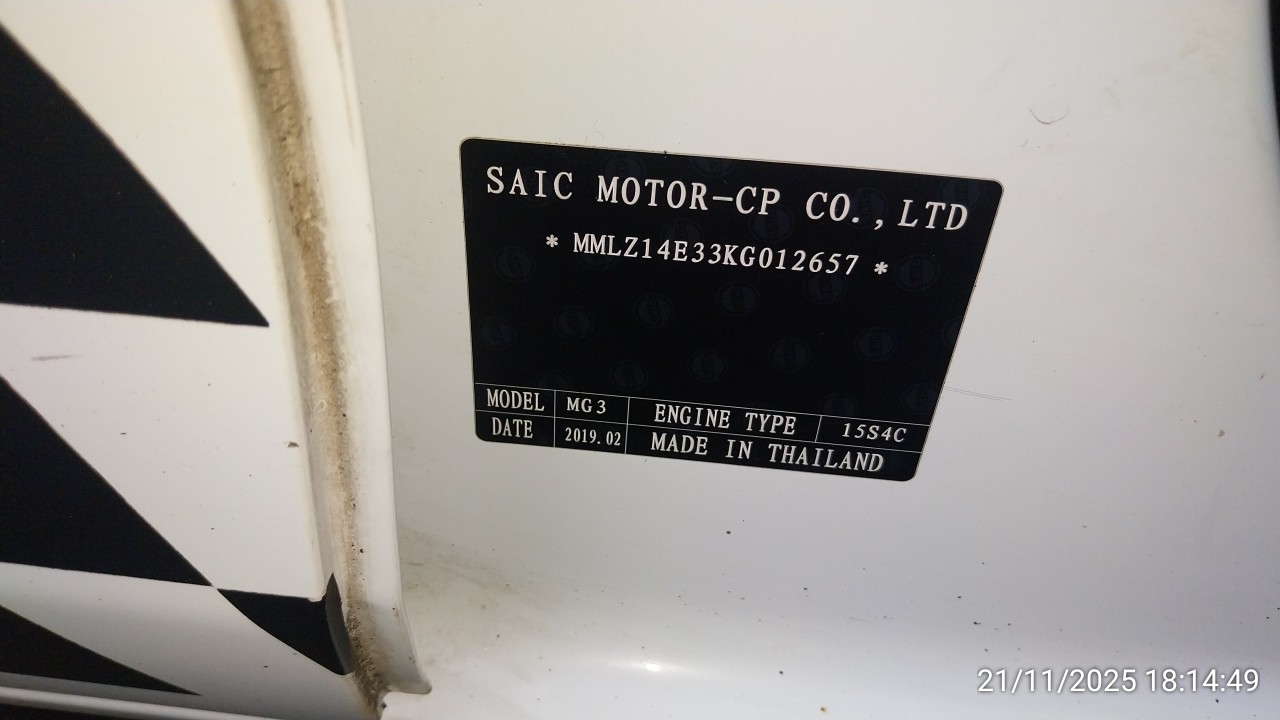 SAIC MOTOR-CP CO.,LTD
* MMLZ14E33KG012657 *
MODEL MG3 ENGINE TYPE 15S4C
DATE 2019.02 MADE IN THAILAND
21/11/2025 18:14:49